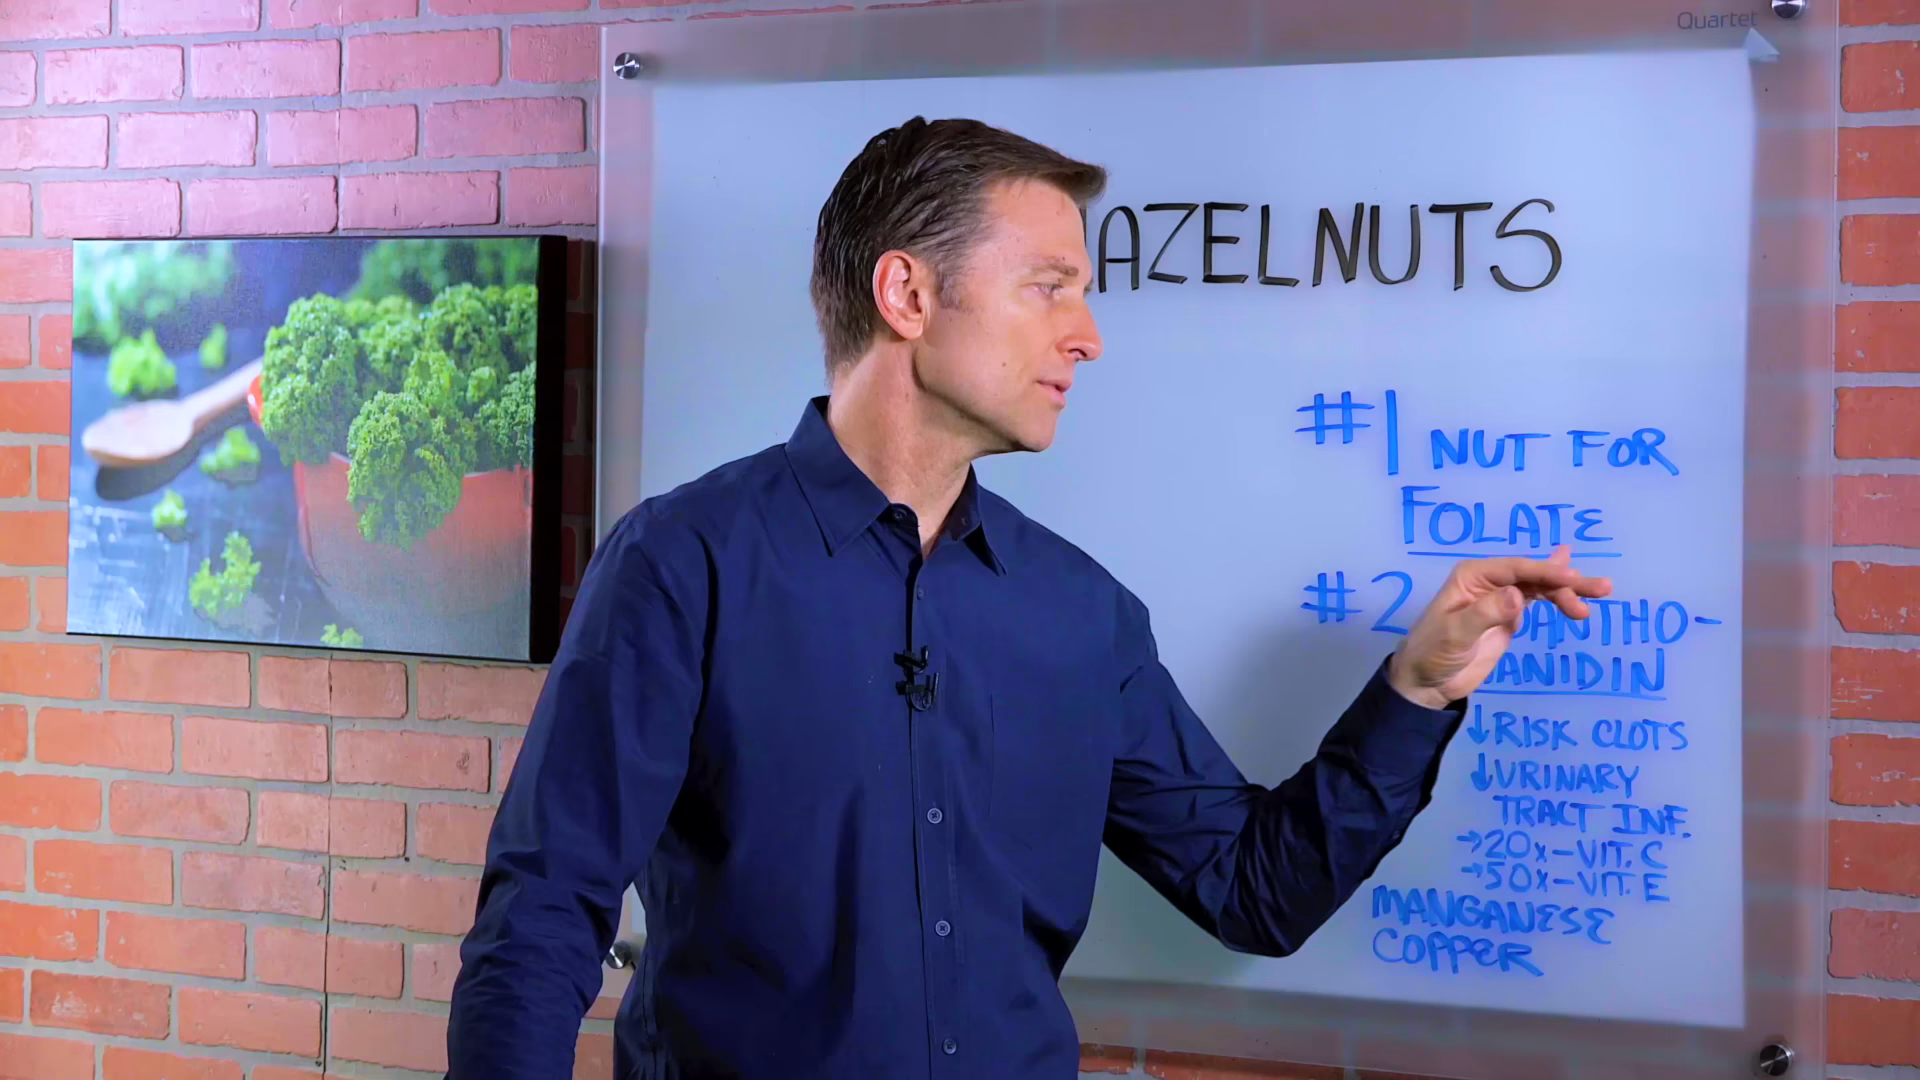 Quartet
AZELNUTS
#1 NUT FOR
FOLATE
#2 OANTHO-
ANIDIN
↓RISK CLOTS
↓URINARY
TRACT INF.
→20x-VIT. C
→50x-VIT. E
MANGANESE
COPPER